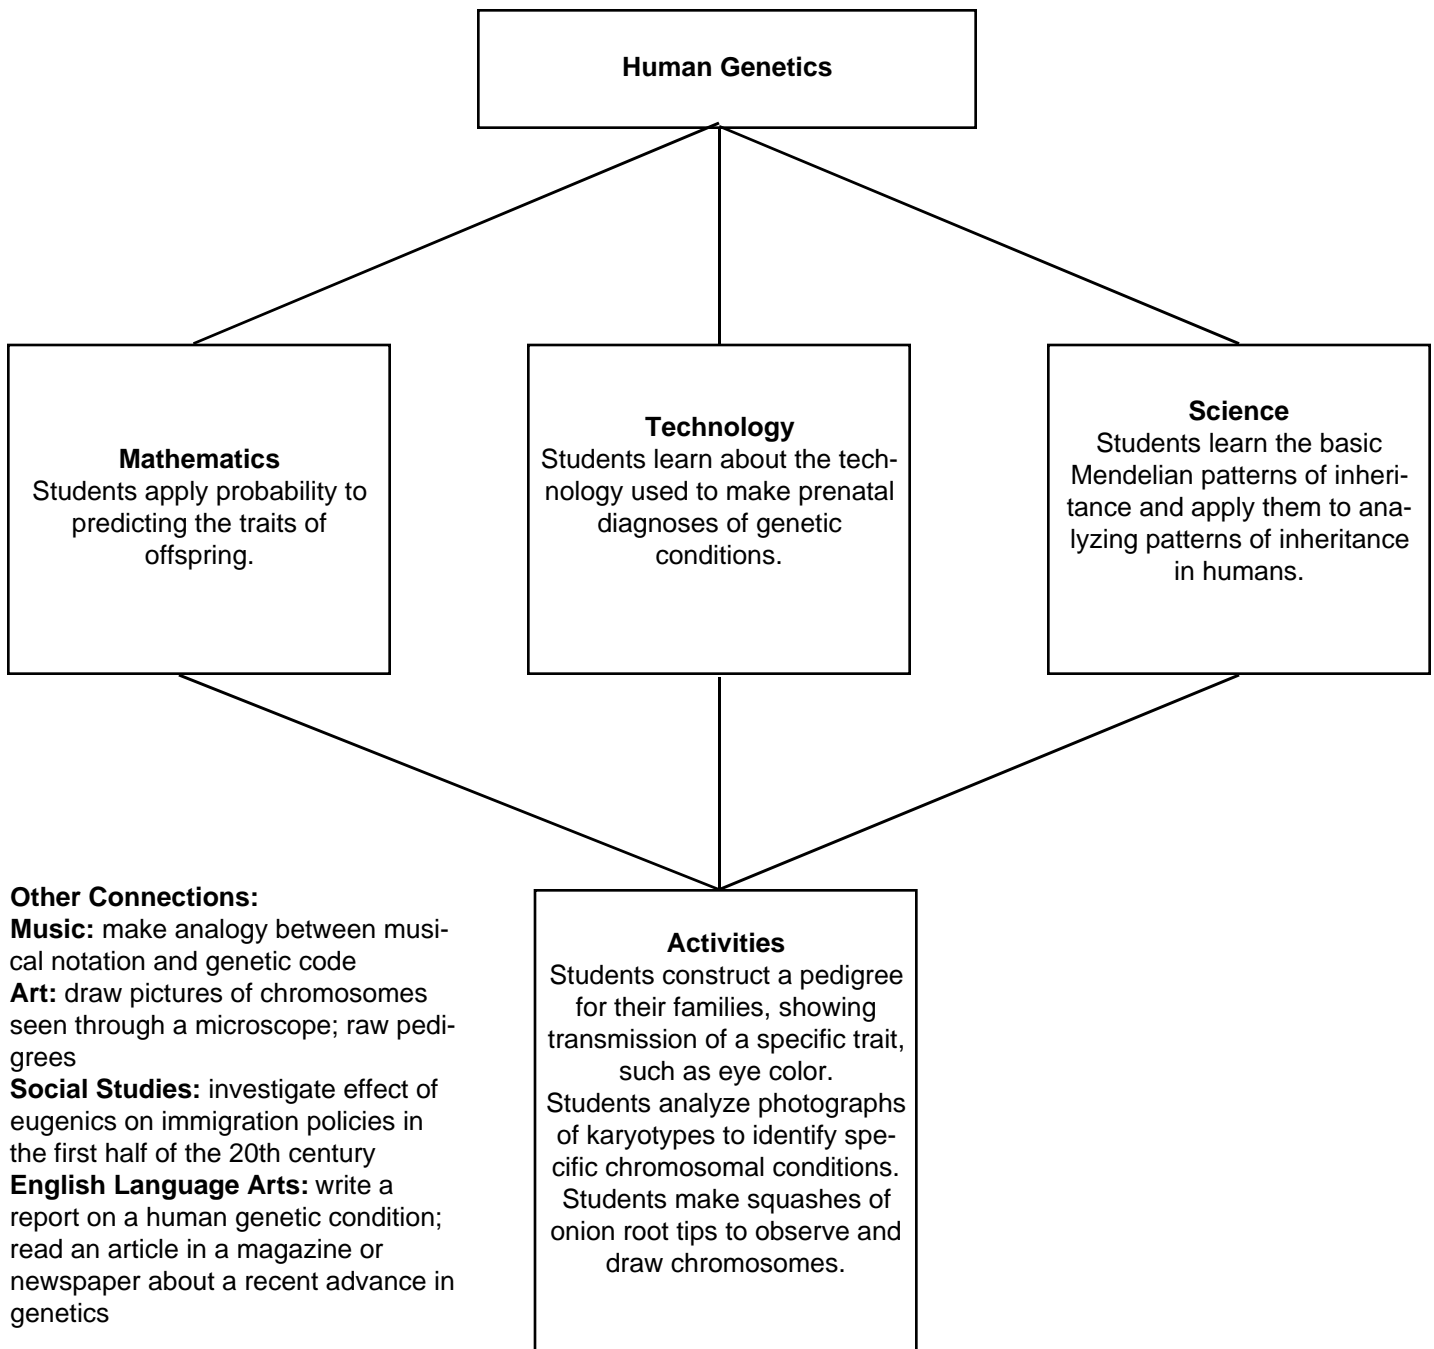 Human Genetics
Mathematics
Students apply probability to
predicting the traits of
offspring.
Technology
Students learn about the tech-
nology used to make prenatal
diagnoses of genetic
conditions.
Science
Students learn the basic
Mendelian patterns of inheri-
tance and apply them to ana-
lyzing patterns of inheritance
in humans.
Other Connections:
Music: make analogy between musi-
cal notation and genetic code
Art: draw pictures of chromosomes
seen through a microscope; raw pedi-
grees
Social Studies: investigate effect of
eugenics on immigration policies in
the first half of the 20th century
English Language Arts: write a
report on a human genetic condition;
read an article in a magazine or
newspaper about a recent advance in
genetics
Activities
Students construct a pedigree
for their families, showing
transmission of a specific trait,
such as eye color.
Students analyze photographs
of karyotypes to identify spe-
cific chromosomal conditions.
Students make squashes of
onion root tips to observe and
draw chromosomes.